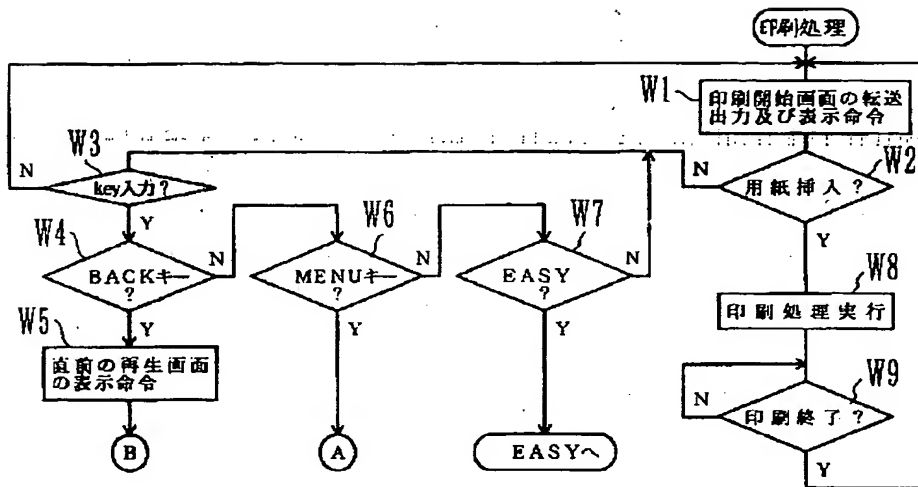 印刷処理
W1
印刷開始画面の転送
出力及び表示命令
W3
N
key入力?
Y
N
W2
用紙挿入?
Y
W4
BACKキー
?
N
Y
W6
MENUキー
?
N
Y
W7
EASY
?
N
Y
W8
印刷処理実行
W5
直前の再生画面
の表示命令
W9
N
印刷終了?
Y
B
A
EASYへ